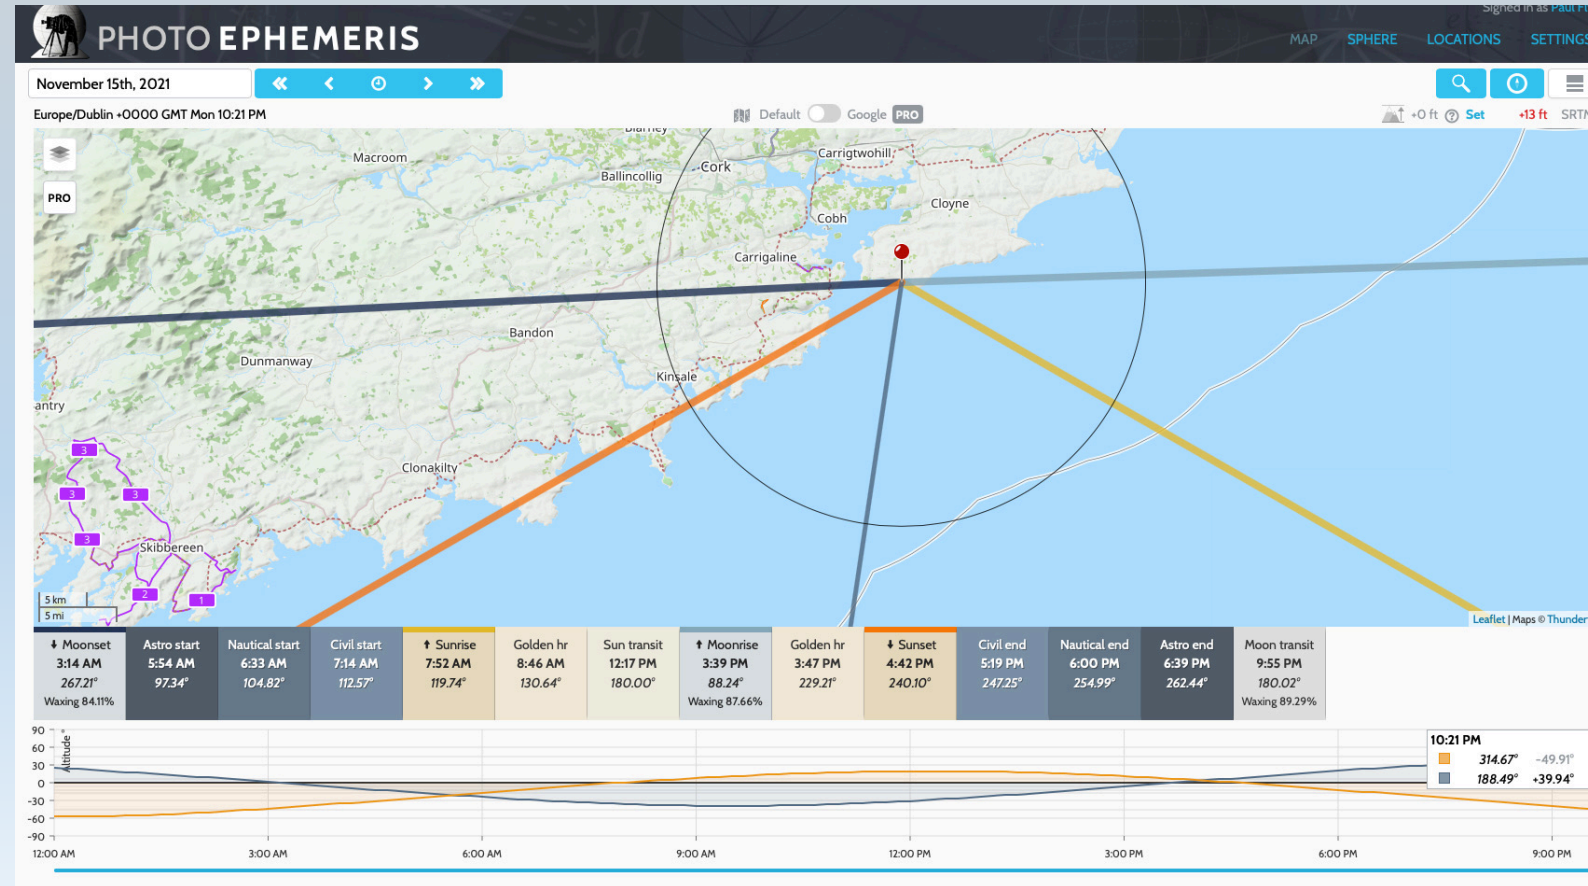 Signed in as Paul Fl
PHOTO EPHEMERIS
MAP SPHERE LOCATIONS SETTINGS
November 15th, 2021
Europe/Dublin +0000 GMT Mon 10:21 PM
Default Google PRO
+0 ft Set +13 ft SRTM
PRO
Blarney
Macroom
Carrigtwohill
Cork
Ballincollig
Cloyne
Cobh
Carrigaline
Bandon
Dunmanway
Kinsale
antry
3
Clonakilty
3 3
3
Skibbereen
2 1
5 km
5 mi
Leaflet | Maps © Thunder
Moonset Astro start Nautical start Civil start Sunrise Golden hr Sun transit Moonrise Golden hr Sunset Civil end Nautical end Astro end Moon transit
3:14 AM 5:54 AM 6:33 AM 7:14 AM 7:52 AM 8:46 AM 12:17 PM 3:39 PM 3:47 PM 4:42 PM 5:19 PM 6:00 PM 6:39 PM 9:55 PM
267.21° 97.34° 104.82° 112.57° 119.74° 130.64° 180.00° 88.24° 229.21° 240.10° 247.25° 254.99° 262.44° 180.02°
Waxing 84.11% Waxing 87.66% Waxing 89.29%
Altitude °
90
60
30
0
-30
-60
-90
10:21 PM
314.67° -49.91°
188.49° +39.94°
12:00 AM 3:00 AM 6:00 AM 9:00 AM 12:00 PM 3:00 PM 6:00 PM 9:00 PM